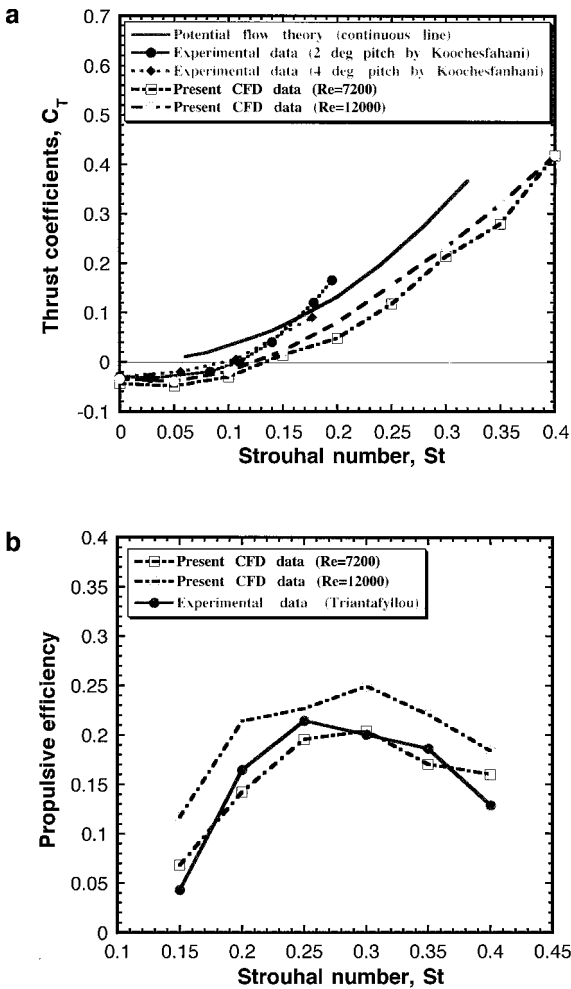 a
0.7
0.6
0.5
0.4
0.3
0.2
0.1
0
-0.1
Thrust coefficients, CT
Potential flow theory (continuous line)
Experimental data (2 deg pitch by Koochesfahani)
Experimental data (4 deg pitch by Koochesfanhani)
Present CFD data (Re=7200)
Present CFD data (Re=12000)
0 0.05 0.1 0.15 0.2 0.25 0.3 0.35 0.4
Strouhal number, St
b
0.4
0.35
0.3
0.25
0.2
0.15
0.1
0.05
0
Propulsive efficiency
Present CFD data (Re=7200)
Present CFD data (Re=12000)
Experimental data (Triantafyllou)
0.1 0.15 0.2 0.25 0.3 0.35 0.4 0.45
Strouhal number, St